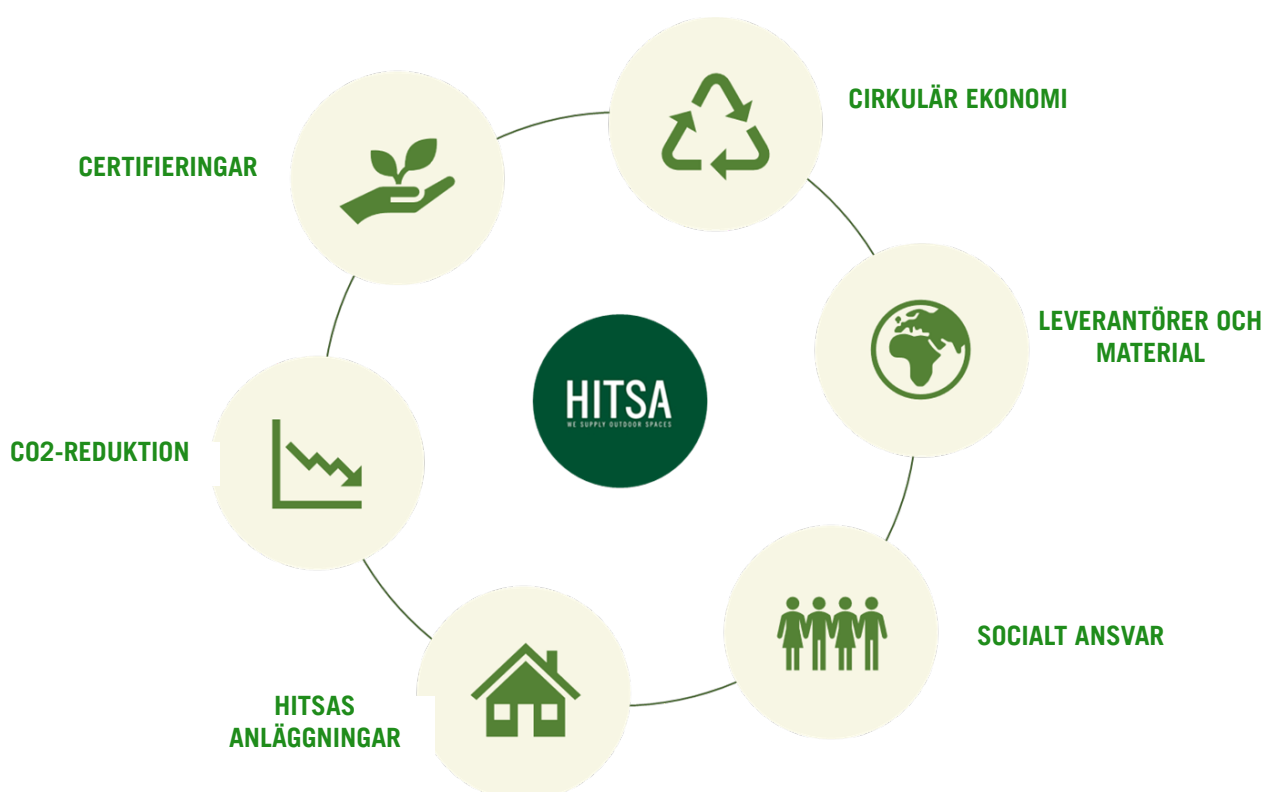 CIRKULÄR EKONOMI
CERTIFIERINGAR
LEVERANTÖRER OCH
MATERIAL
HITSA
WE SUPPLY OUTDOOR SPACES
CO2-REDUKTION
SOCIALT ANSVAR
HITSAS
ANLÄGGNINGAR